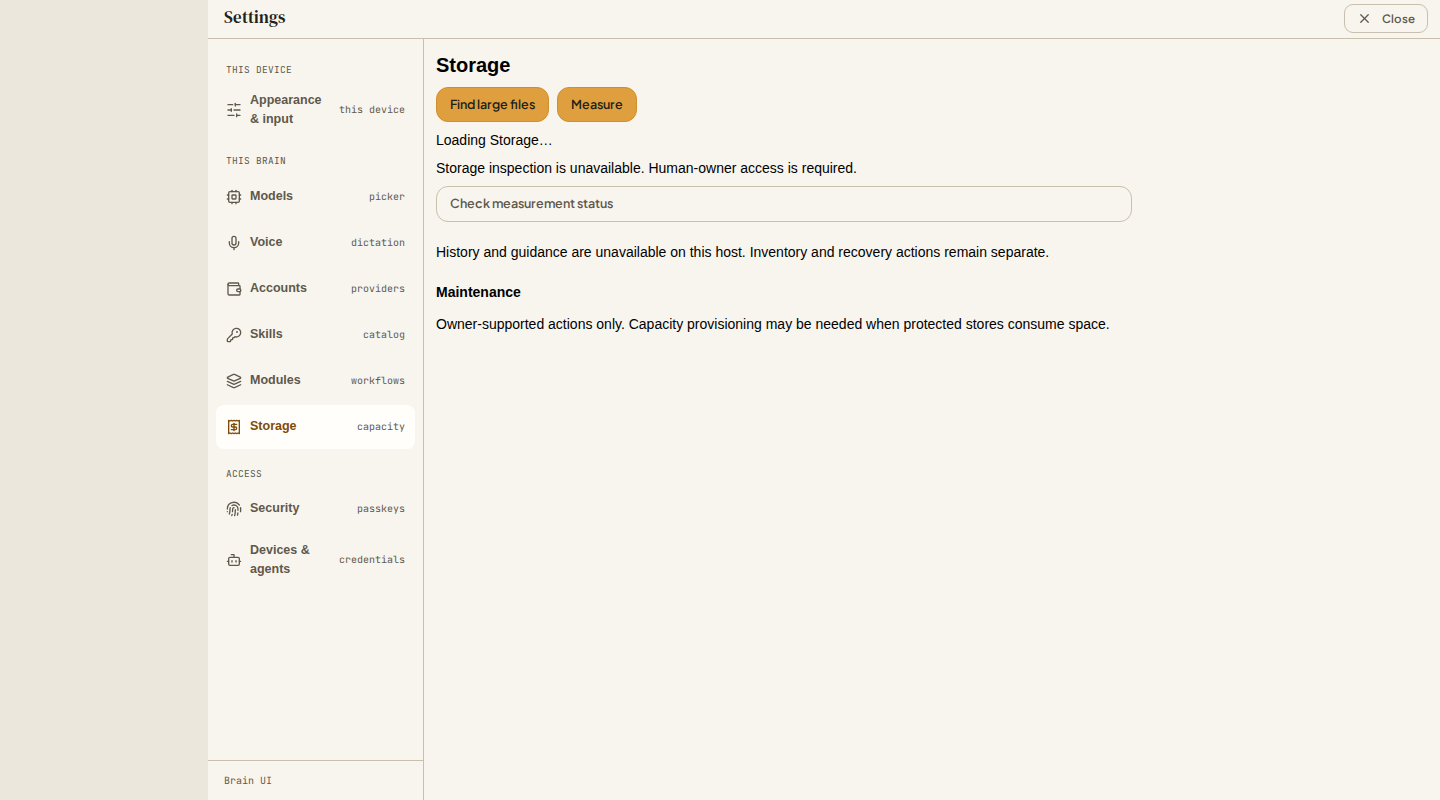 Settings
Close
THIS DEVICE
Appearance & input
this device
THIS BRAIN
Models
picker
Voice
dictation
Accounts
providers
Skills
catalog
Modules
workflows
Storage
capacity
ACCESS
Security
passkeys
Devices & agents
credentials
Brain UI
Storage
Find large files
Measure
Loading Storage…
Storage inspection is unavailable. Human-owner access is required.
Check measurement status
History and guidance are unavailable on this host. Inventory and recovery actions remain separate.
Maintenance
Owner-supported actions only. Capacity provisioning may be needed when protected stores consume space.